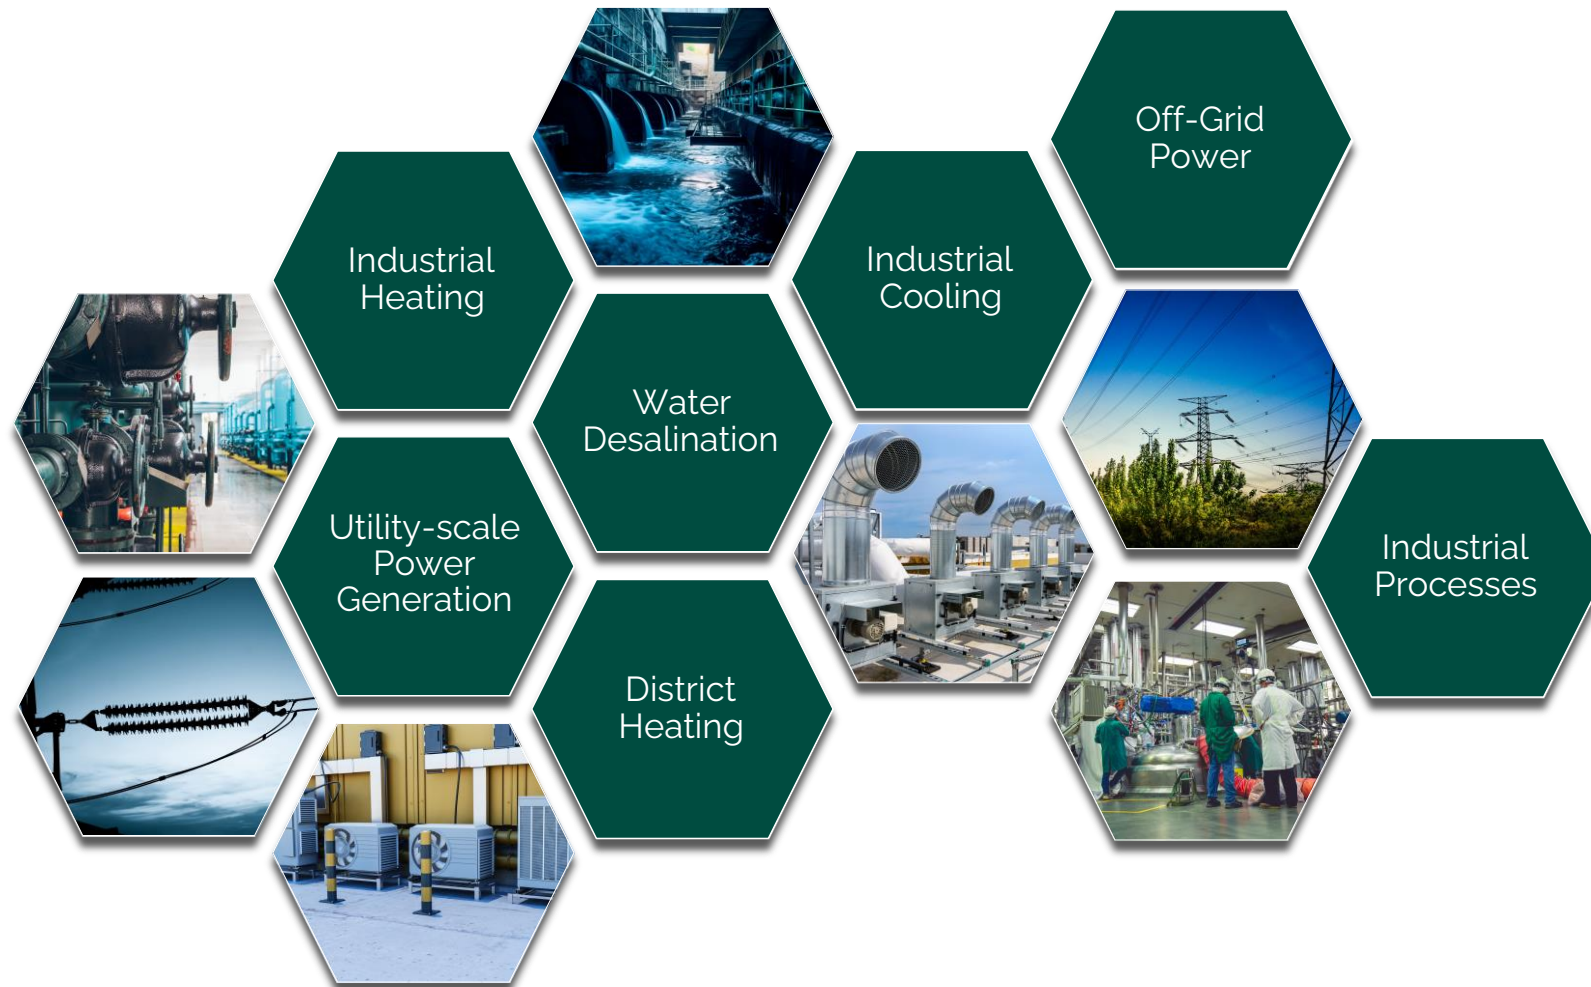 Off-Grid
Power
Industrial
Heating
Industrial
Cooling
Water
Desalination
Utility-scale
Power
Generation
Industrial
Processes
District
Heating